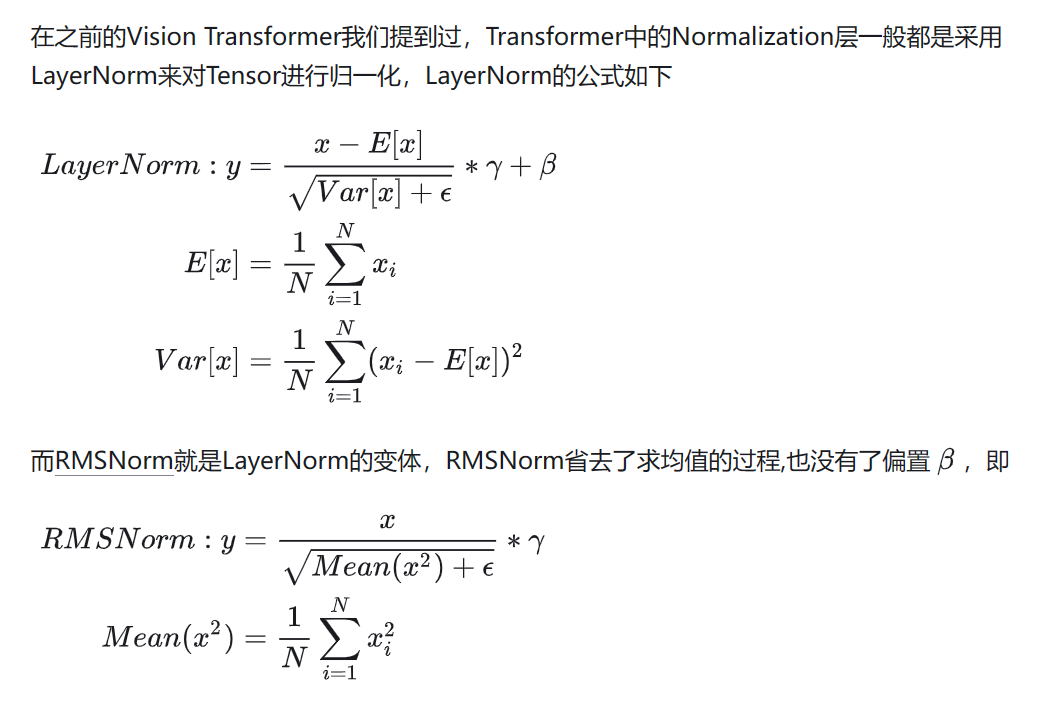 在之前的Vision Transformer我们提到过，Transformer中的Normalization层一般都是采用
LayerNorm来对Tensor进行归一化，LayerNorm的公式如下
LayerNorm : y = \frac{x - E[x]}{\sqrt{Var[x] + \epsilon}} * \gamma + \beta
E[x] = \frac{1}{N} \sum_{i=1}^{N} x_i
Var[x] = \frac{1}{N} \sum_{i=1}^{N} (x_i - E[x])^2
而RMSNorm就是LayerNorm的变体，RMSNorm省去了求均值的过程,也没有了偏置 β ，即
RMSNorm : y = \frac{x}{\sqrt{Mean(x^2) + \epsilon}} * \gamma
Mean(x^2) = \frac{1}{N} \sum_{i=1}^{N} x_i^2